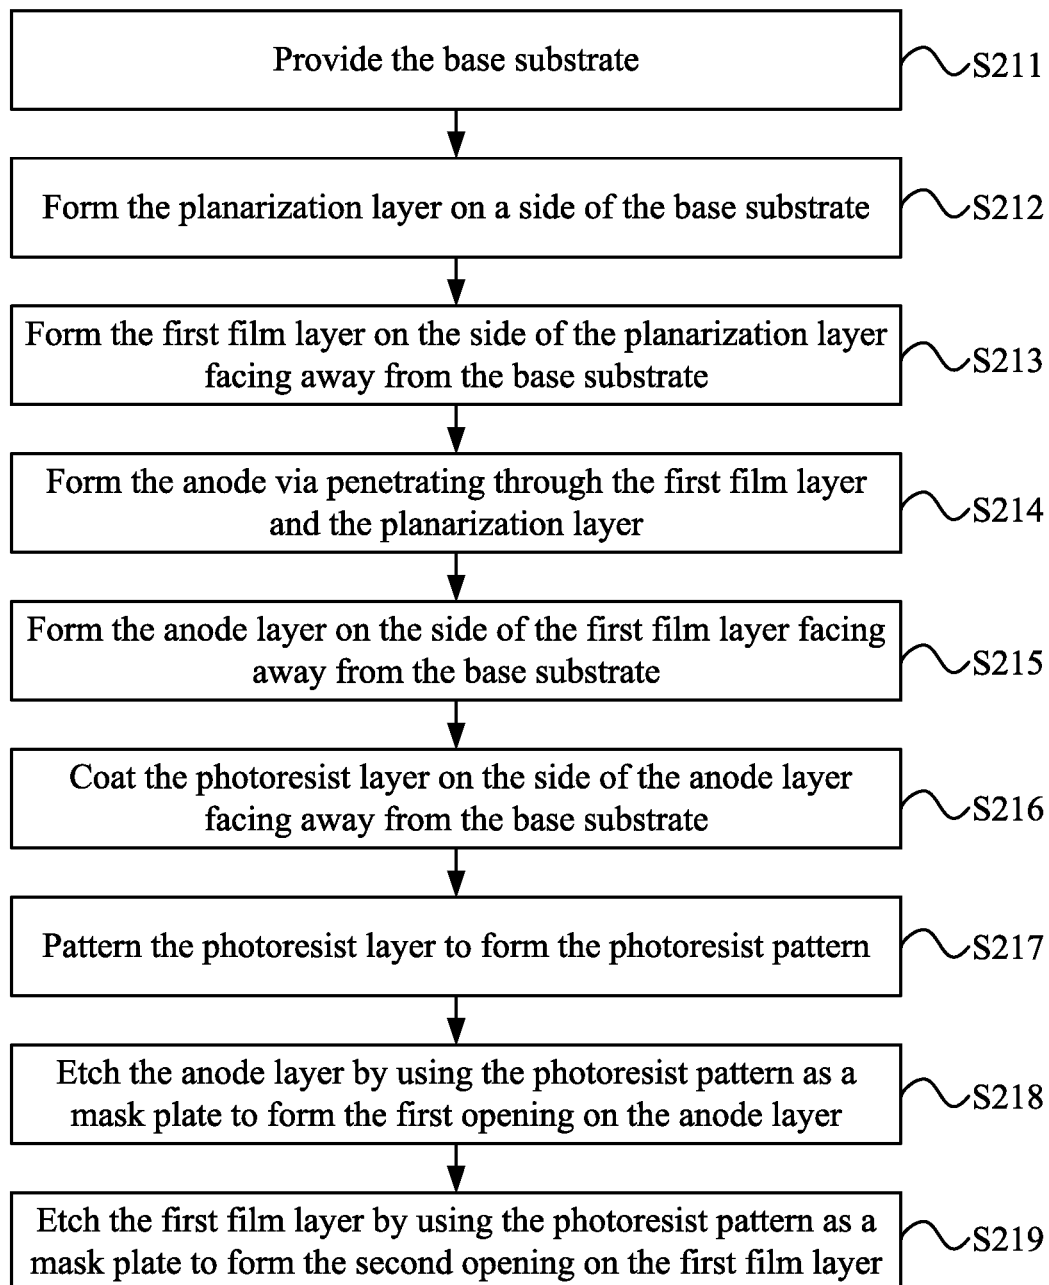 Provide the base substrate
S211
Form the planarization layer on a side of the base substrate
S212
Form the first film layer on the side of the planarization layer
facing away from the base substrate
S213
Form the anode via penetrating through the first film layer
and the planarization layer
S214
Form the anode layer on the side of the first film layer facing
away from the base substrate
S215
Coat the photoresist layer on the side of the anode layer
facing away from the base substrate
S216
Pattern the photoresist layer to form the photoresist pattern
S217
Etch the anode layer by using the photoresist pattern as a
mask plate to form the first opening on the anode layer
S218
Etch the first film layer by using the photoresist pattern as a
mask plate to form the second opening on the first film layer
S219